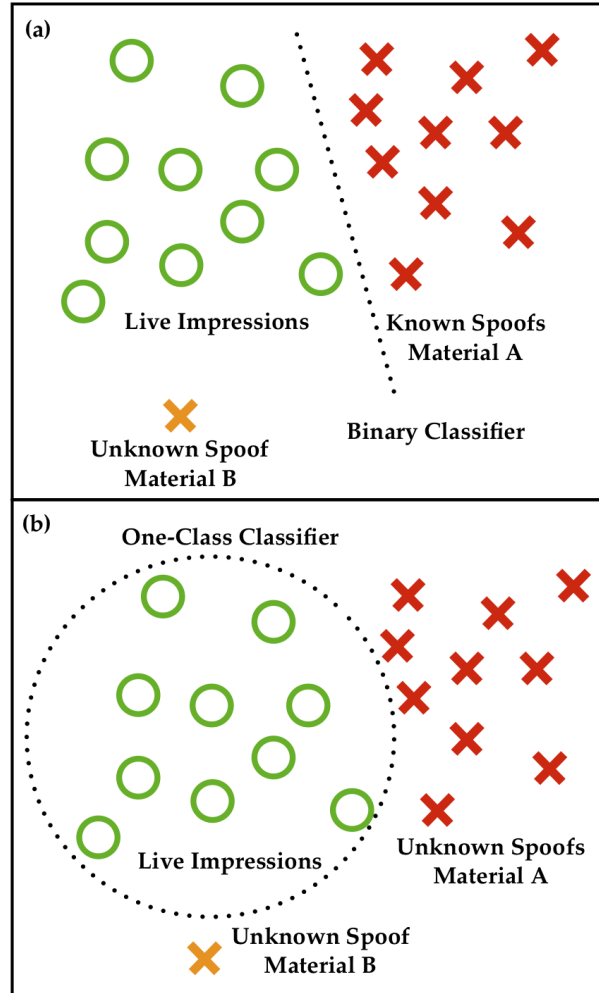 (a)
Live Impressions
Known Spoofs
Material A
Unknown Spoof
Material B
Binary Classifier
(b)
One-Class Classifier
Live Impressions
Unknown Spoofs
Material A
Unknown Spoof
Material B